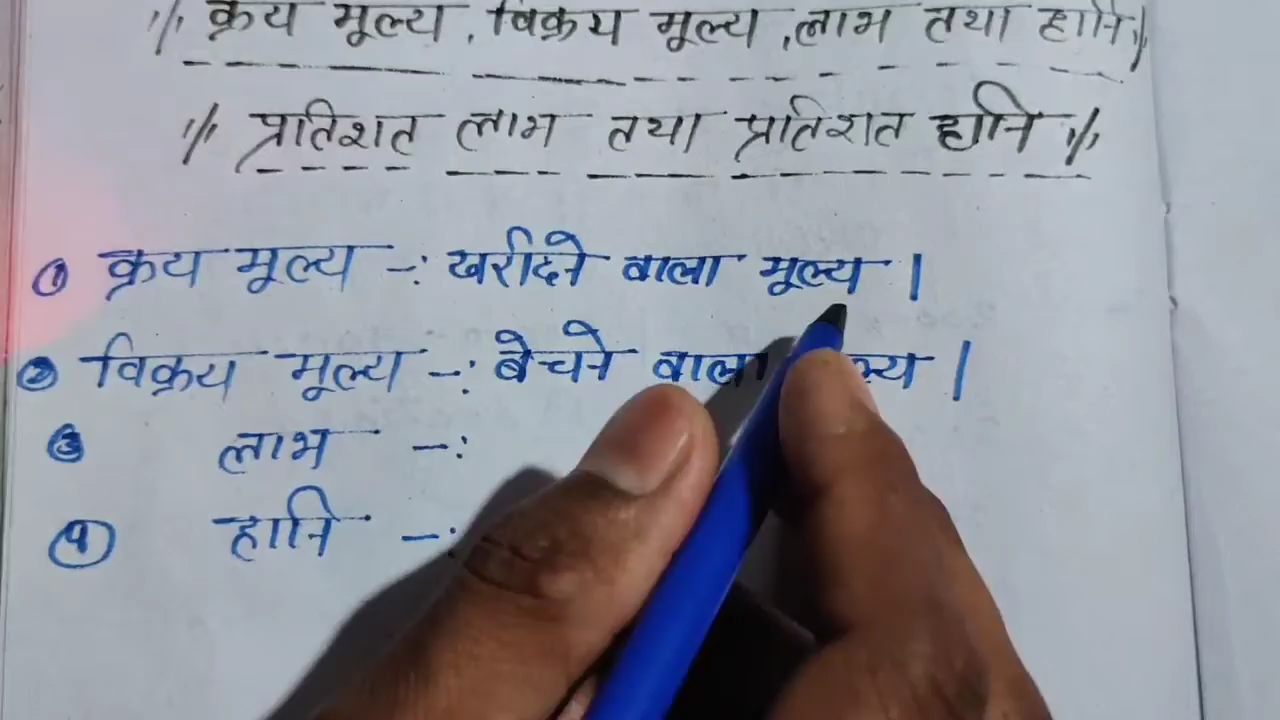 // क्रय मूल्य, विक्रय मूल्य, लाभ तथा हानि //
// प्रतिशत लाभ तथा प्रतिशत हानि //
① क्रय मूल्य -: खरीदने वाला मूल्य |
② विक्रय मूल्य -: बेचने वाला |
③ लाभ -:
④ हानि -: